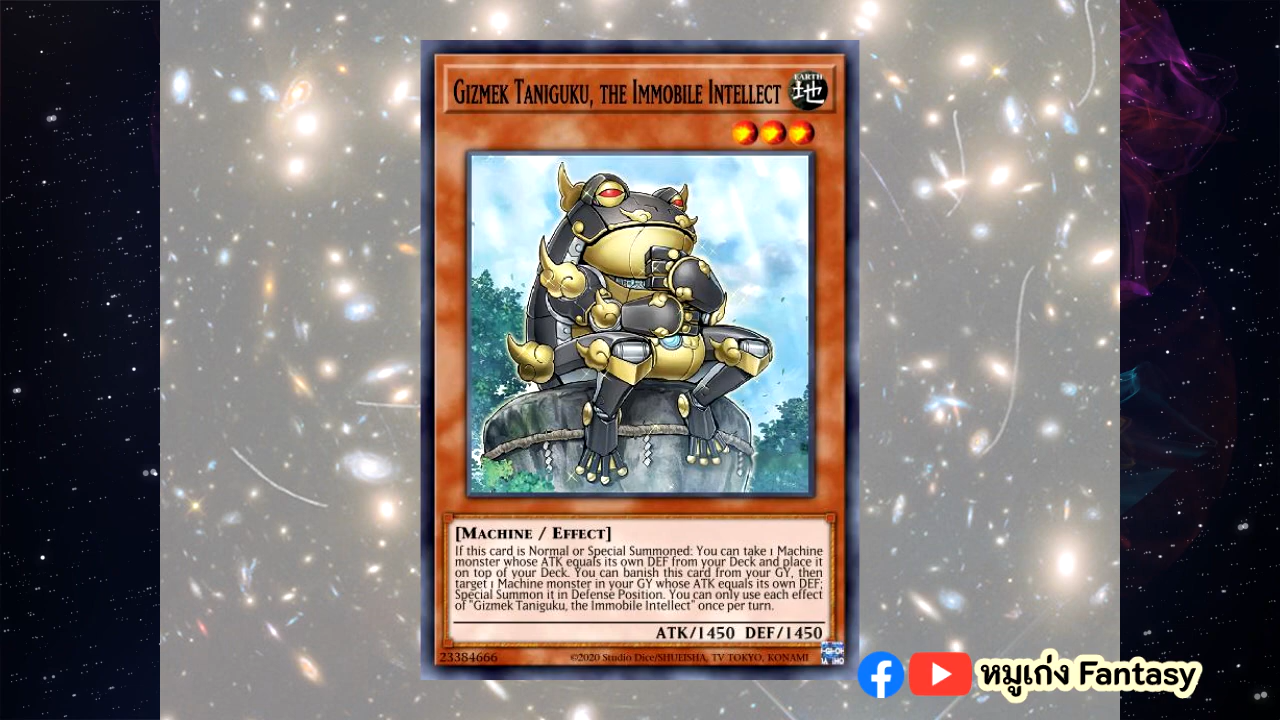 GIZMEK TANIGUKU, THE IMMOBILE INTELLECT
EARTH
地
[MACHINE / EFFECT]
If this card is Normal or Special Summoned: You can take 1 Machine
monster whose ATK equals its own DEF from your Deck and place it
on top of your Deck. You can banish this card from your GY, then
target 1 Machine monster in your GY whose ATK equals its own DEF;
Special Summon it in Defense Position. You can only use each effect
of "Gizmek Taniguku, the Immobile Intellect" once per turn.
ATK/1450 DEF/1450
23384666
©2020 Studio Dice/SHUEISHA, TV TOKYO, KONAMI
หมูเก่ง Fantasy